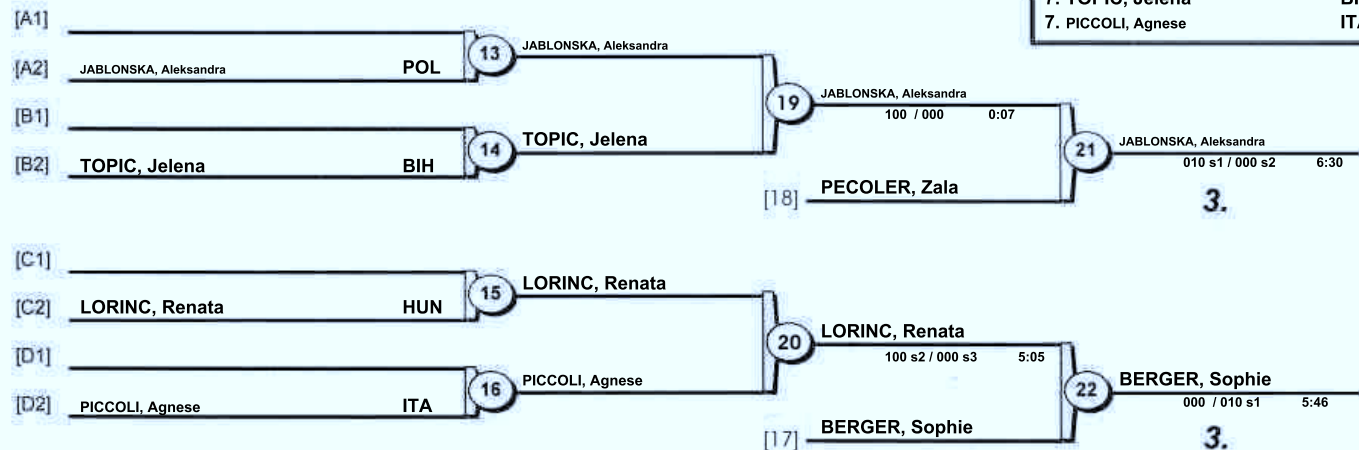 7. TOPIC, Jelena
7. PICCOLI, Agnese
[A1]
13 JABLONSKA, Aleksandra
[A2] JABLONSKA, Aleksandra POL
19 JABLONSKA, Aleksandra
100 / 000 0:07
[B1]
14 TOPIC, Jelena
[B2] TOPIC, Jelena BIH
21 JABLONSKA, Aleksandra
010 s1 / 000 s2 6:30
[18] PECOLER, Zala
3.
[C1]
15 LORINC, Renata
[C2] LORINC, Renata HUN
20 LORINC, Renata
100 s2 / 000 s3 5:05
[D1]
16 PICCOLI, Agnese
[D2] PICCOLI, Agnese ITA
22 BERGER, Sophie
000 / 010 s1 5:46
[17] BERGER, Sophie
3.